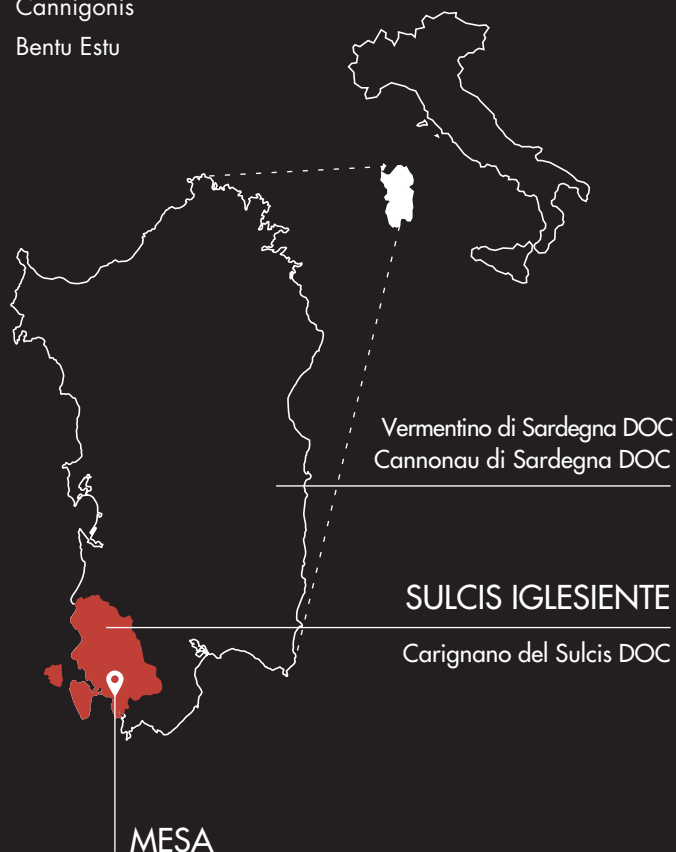 Cannigonis
Bentu Estu
Vermentino di Sardegna DOC
Cannonau di Sardegna DOC
SULCIS IGLESIENTE
Carignano del Sulcis DOC
MESA